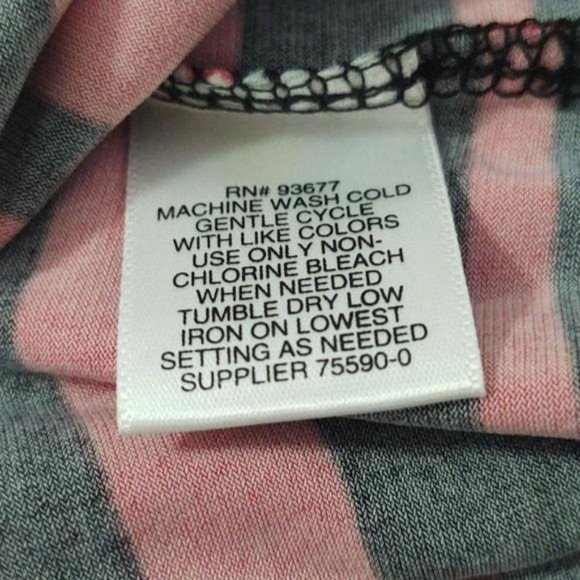 RN# 93677
MACHINE WASH COLD
GENTLE CYCLE
WITH LIKE COLORS
USE ONLY NON-
CHLORINE BLEACH
WHEN NEEDED
TUMBLE DRY LOW
IRON ON LOWEST
SETTING AS NEEDED
SUPPLIER 75590-0